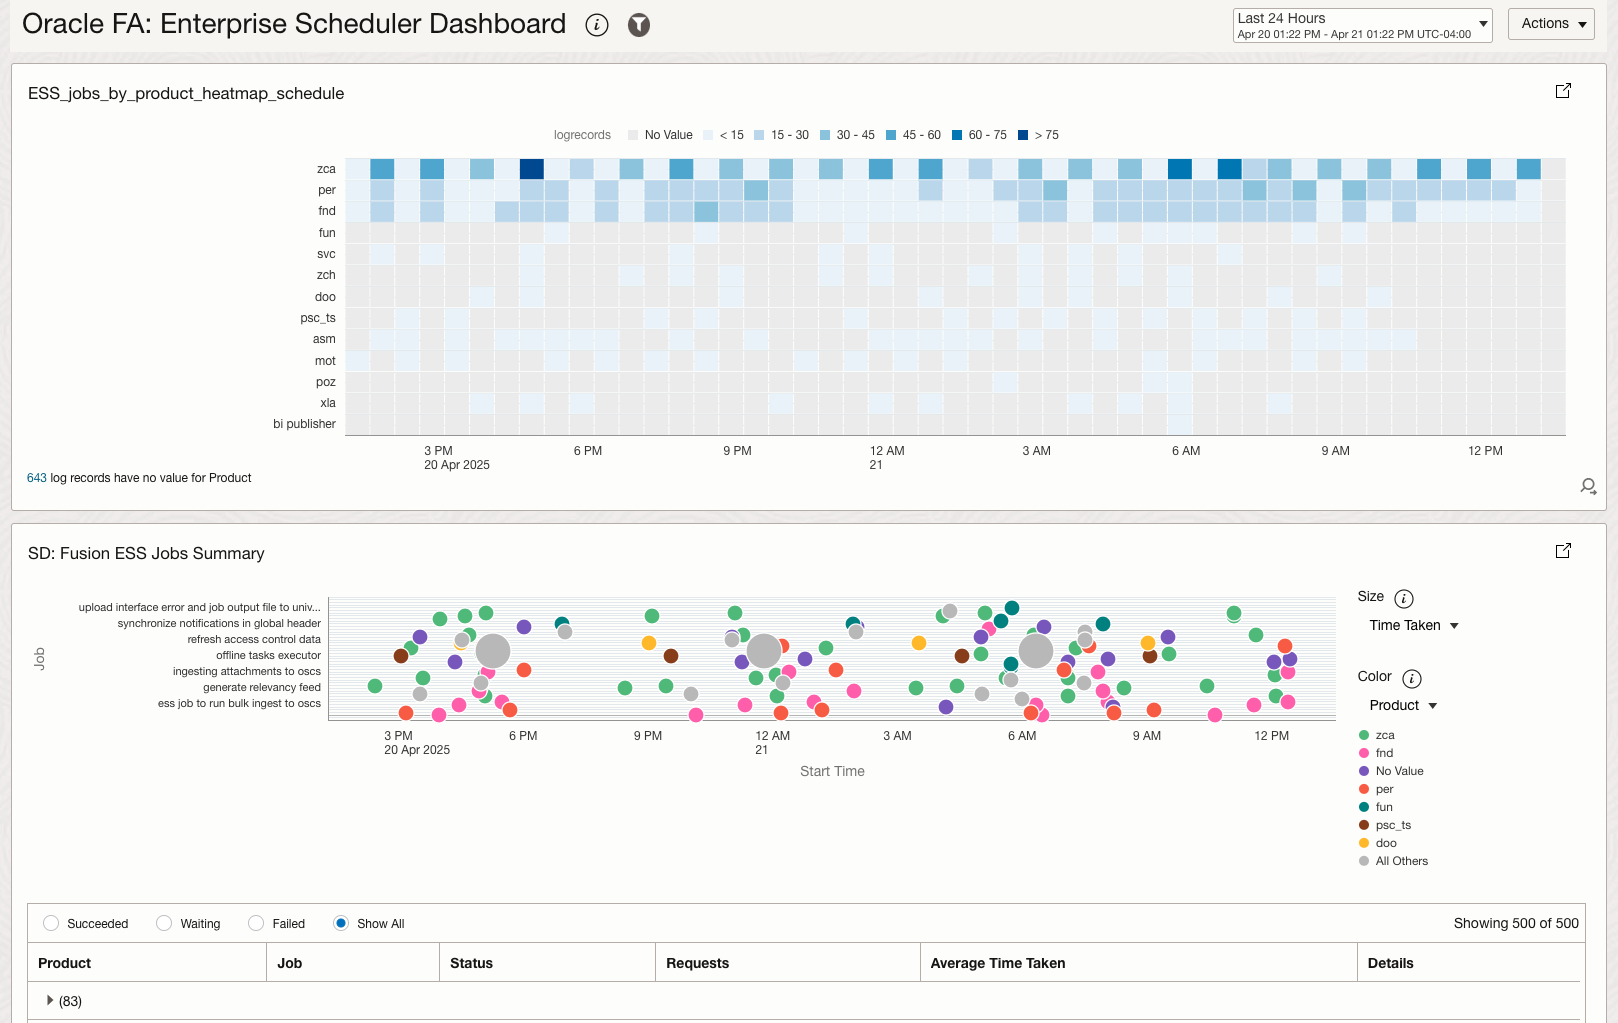 Oracle FA: Enterprise Scheduler Dashboard
Last 24 Hours
Apr 20 01:22 PM - Apr 21 01:22 PM UTC-04:00
Actions
ESS_jobs_by_product_heatmap_schedule
logrecords No Value < 15 15 - 30 30 - 45 45 - 60 60 - 75 > 75
zca
per
fnd
fun
svc
zch
doo
psc_ts
asm
mot
poz
xla
bi publisher
3 PM 6 PM 9 PM 12 AM 3 AM 6 AM 9 AM 12 PM
20 Apr 2025 21
643 log records have no value for Product
SD: Fusion ESS Jobs Summary
Job
upload interface error and job output file to univ...
synchronize notifications in global header
refresh access control data
offline tasks executor
ingesting attachments to oscs
generate relevancy feed
ess job to run bulk ingest to oscs
3 PM 6 PM 9 PM 12 AM 3 AM 6 AM 9 AM 12 PM
20 Apr 2025 21
Start Time
Size
Time Taken
Color
Product
zca
fnd
No Value
per
fun
psc_ts
doo
All Others
Succeeded Waiting Failed Show All Showing 500 of 500
Product Job Status Requests Average Time Taken Details
(83)